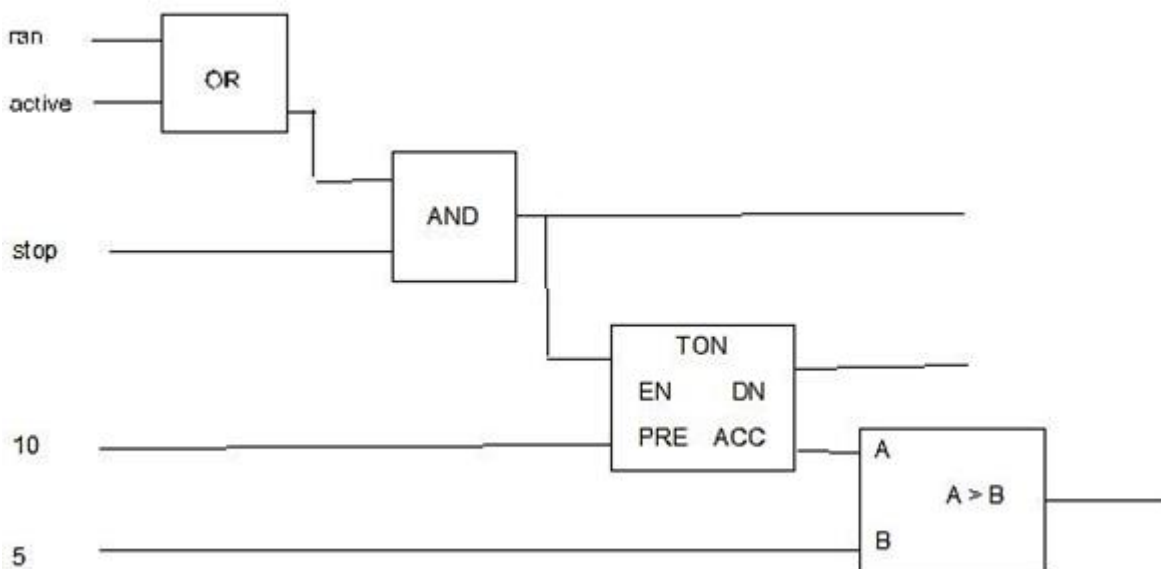 ran
OR
active
AND
stop
TON
EN DN
10
PRE ACC
A
A > B
B
5